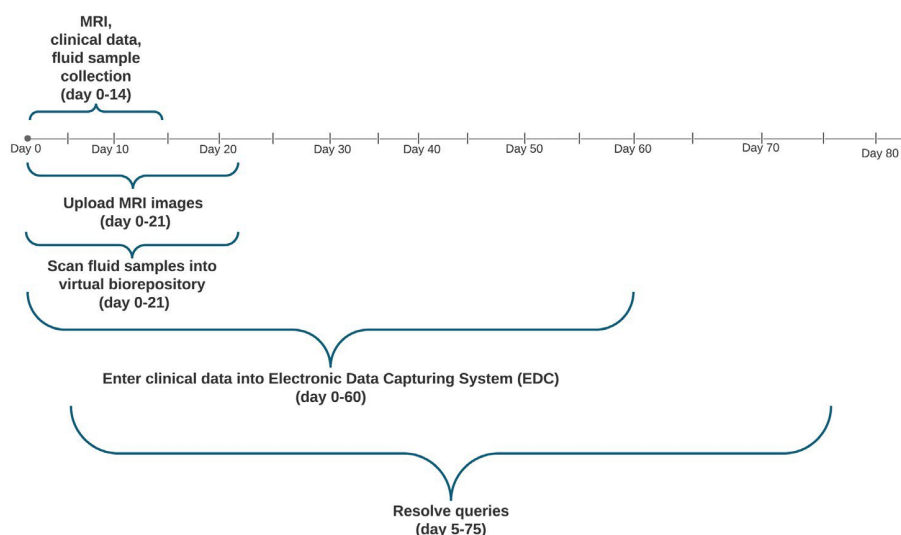 MRI,
clinical data,
fluid sample
collection
(day 0-14)
Day 0 Day 10 Day 20 Day 30 Day 40 Day 50 Day 60 Day 70 Day 80
Upload MRI images
(day 0-21)
Scan fluid samples into
virtual biorepository
(day 0-21)
Enter clinical data into Electronic Data Capturing System (EDC)
(day 0-60)
Resolve queries
(day 5-75)